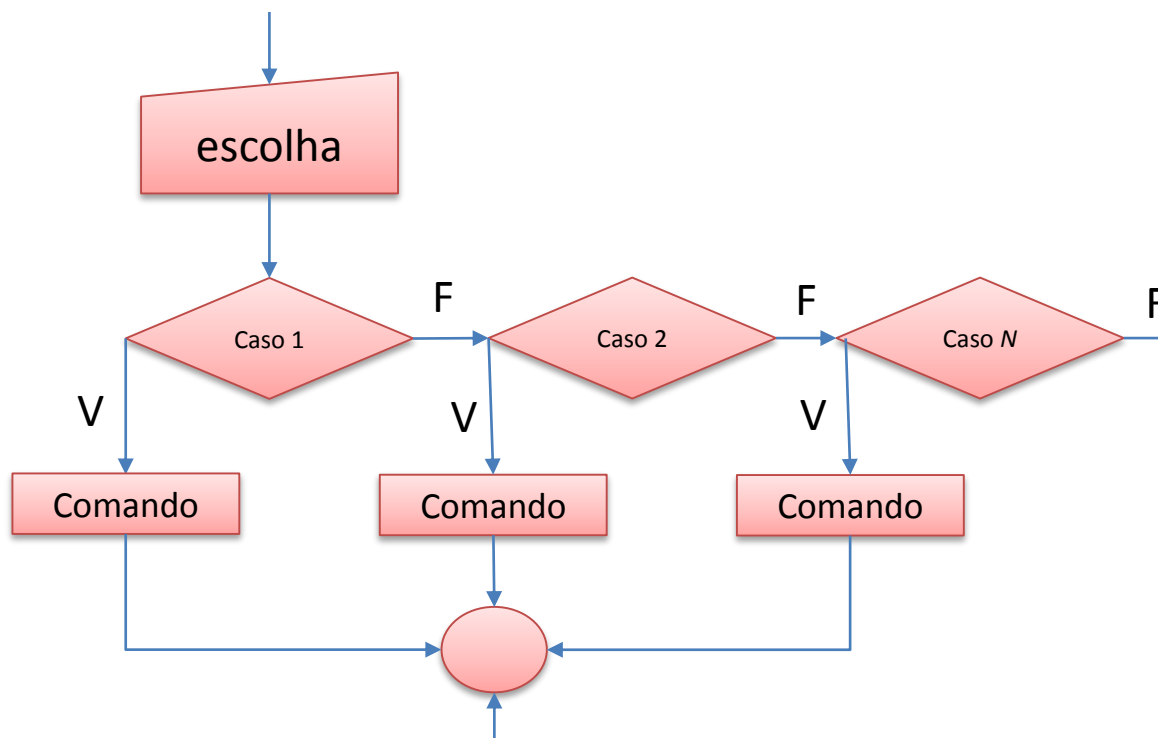 escolha
Caso 1
F
Caso 2
F
Caso N
F
V
V
V
Comando
Comando
Comando